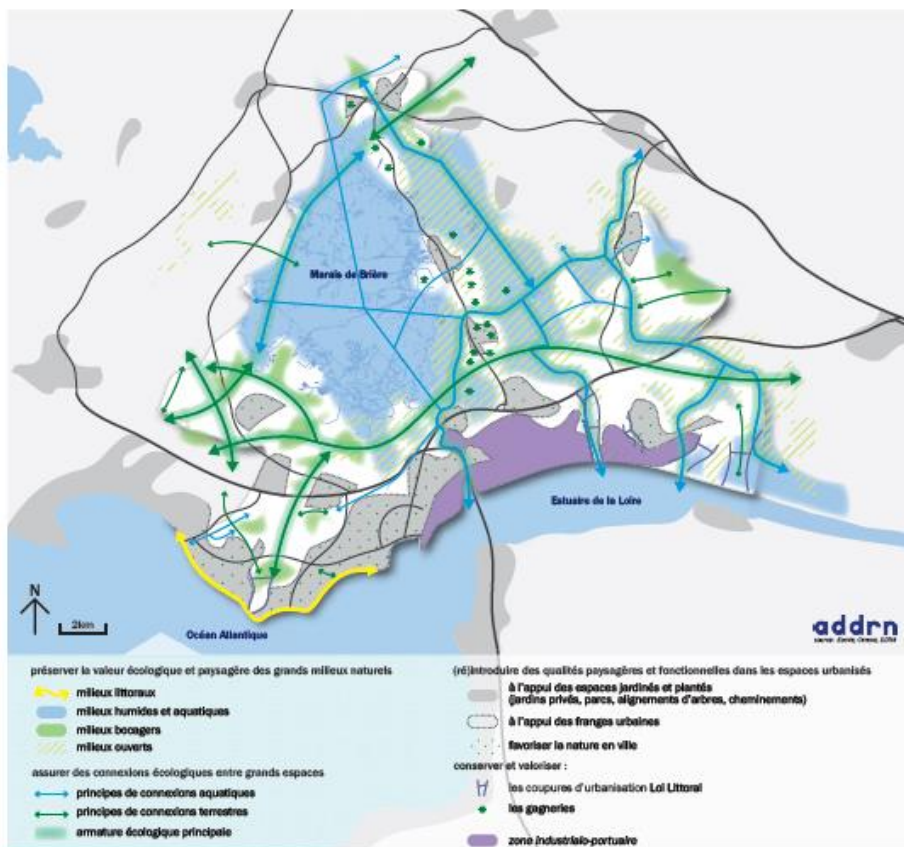 Marais de Brière
Estuaire de la Loire
N
2km
Océan Atlantique
addrn
préserver la valeur écologique et paysagère des grands milieux naturels
milieux littoraux
milieux humides et aquatiques
milieux bocagers
milieux ouverts
assurer des connexions écologiques entre grands espaces
principes de connexions aquatiques
principes de connexions terrestres
armature écologique principale
(ré)introduire des qualités paysagères et fonctionnelles dans les espaces urbanisés
à l'appui des espaces jardinés et plantés
(jardins privés, parcs, alignements d'arbres, cheminements)
à l'appui des franges urbaines
favoriser la nature en ville
conserver et valoriser :
les coupures d'urbanisation Loi Littoral
les gagneries
zone industrialo-portuaire